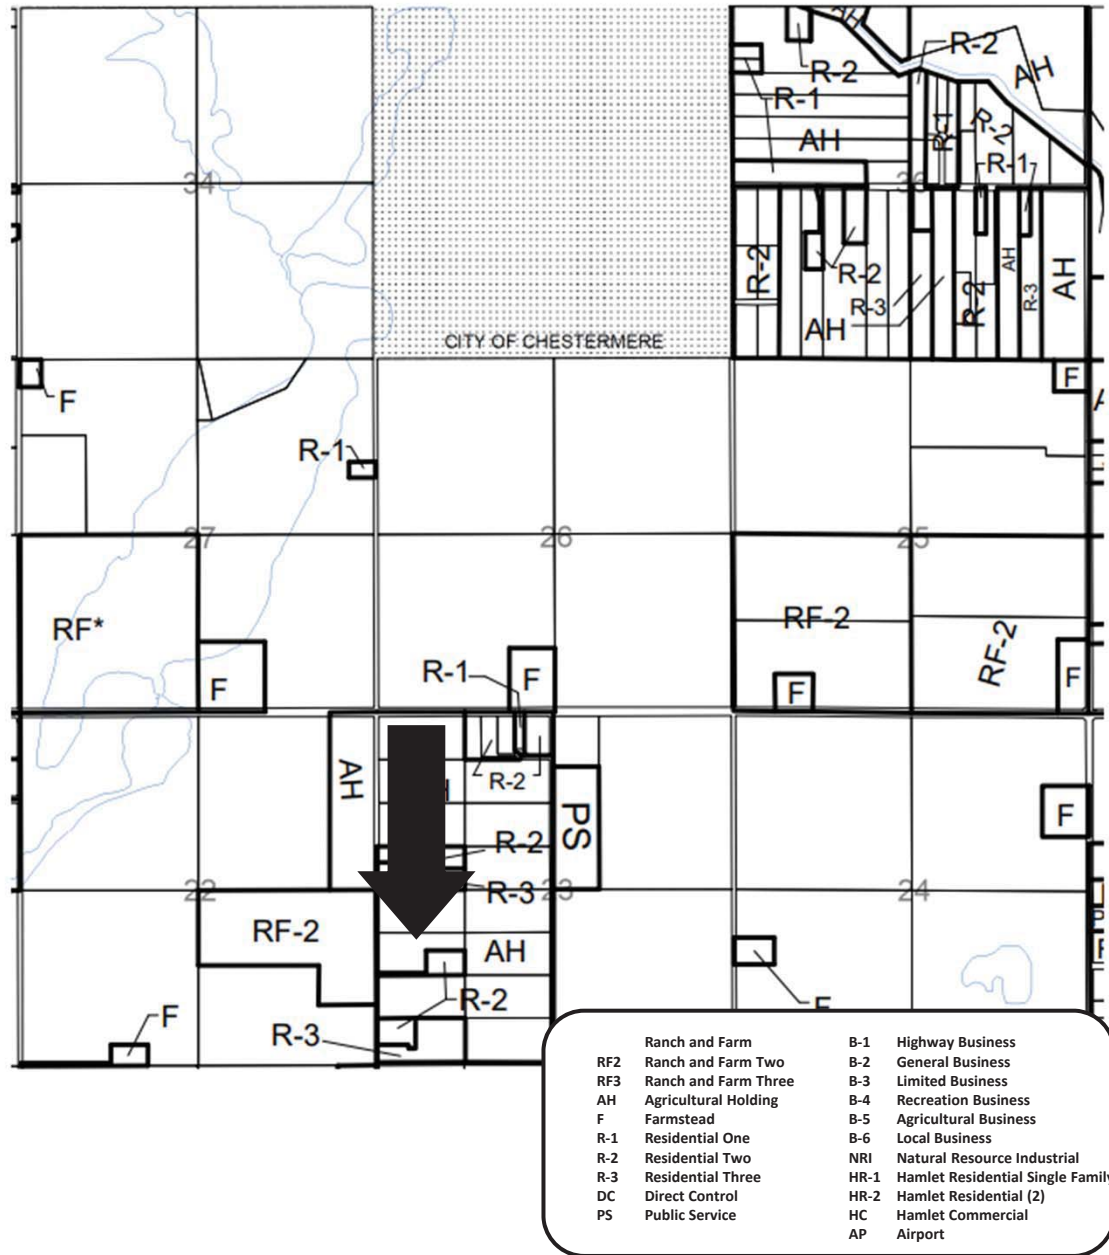 AH
R-2
R-2
AH
R-1
R-1
R-2
AH
R-1
34
36
R-2
R-2
AH
AH
R-3
R-2
R-3
AH
CITY OF CHESTERMERE
F
F
R-1
27
26
25
RF*
RF-2
RF-2
R-1
F
F
F
F
AH
R-2
F
PS
R-2
22
R-3
23
24
RF-2
AH
R-2
F
R-3
F
Ranch and Farm
RF2 Ranch and Farm Two
RF3 Ranch and Farm Three
AH Agricultural Holding
F Farmstead
R-1 Residential One
R-2 Residential Two
R-3 Residential Three
DC Direct Control
PS Public Service
B-1 Highway Business
B-2 General Business
B-3 Limited Business
B-4 Recreation Business
B-5 Agricultural Business
B-6 Local Business
NRI Natural Resource Industrial
HR-1 Hamlet Residential Single Family
HR-2 Hamlet Residential (2)
HC Hamlet Commercial
AP Airport